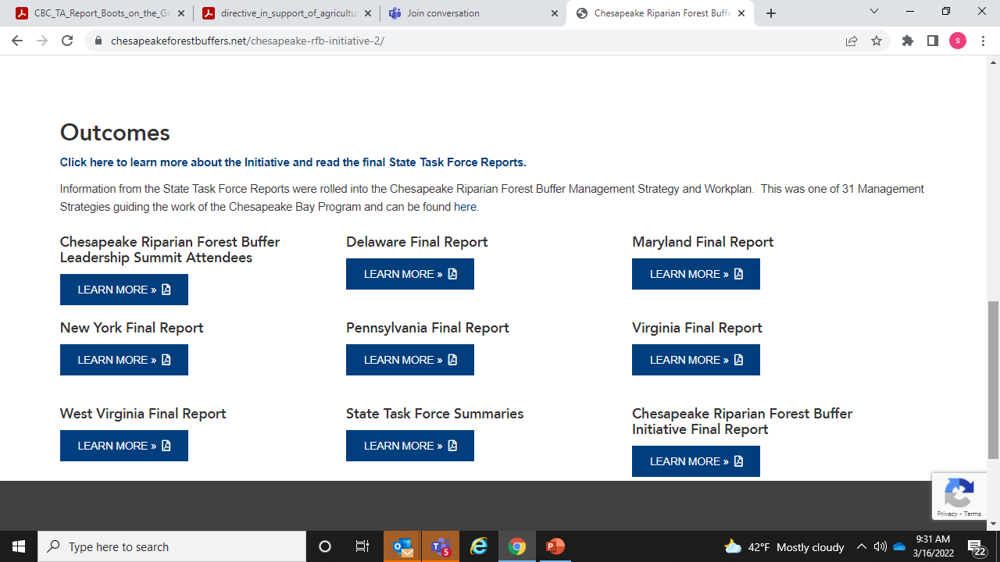 CBC_TA_Report_Boots_on_the_Gr
directive_in_support_of_agricultu
Join conversation
Chesapeake Riparian Forest Buffe
chesapeakeforestbuffers.net/chesapeake-rfb-initiative-2/
s
Outcomes
Click here to learn more about the Initiative and read the final State Task Force Reports.
Information from the State Task Force Reports were rolled into the Chesapeake Riparian Forest Buffer Management Strategy and Workplan.  This was one of 31 Management
Strategies guiding the work of the Chesapeake Bay Program and can be found here.
Chesapeake Riparian Forest Buffer
Leadership Summit Attendees
LEARN MORE »
Delaware Final Report
LEARN MORE »
Maryland Final Report
LEARN MORE »
New York Final Report
LEARN MORE »
Pennsylvania Final Report
LEARN MORE »
Virginia Final Report
LEARN MORE »
West Virginia Final Report
LEARN MORE »
State Task Force Summaries
LEARN MORE »
Chesapeake Riparian Forest Buffer
Initiative Final Report
LEARN MORE »
Privacy - Terms
Type here to search
5
42°F Mostly cloudy
9:31 AM
3/16/2022
22